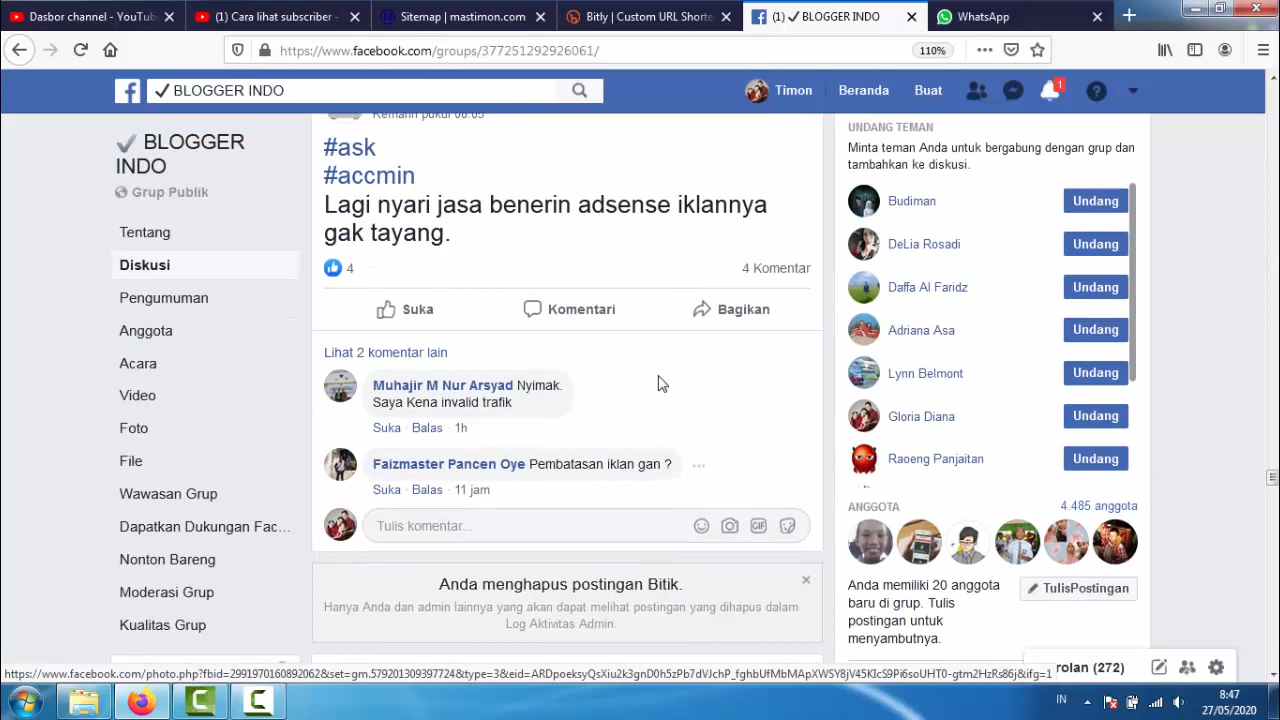 Dasbor channel - YouTub
(1) Cara lihat subscriber -
Sitemap | mastimon.com
Bitly | Custom URL Shorte
(1) ✓ BLOGGER INDO
WhatsApp
https://www.facebook.com/groups/377251292926061/
110%
✓ BLOGGER INDO
Timon
Beranda
Buat
1
✓ BLOGGER
INDO
Grup Publik
Tentang
Diskusi
Pengumuman
Anggota
Acara
Video
Foto
File
Wawasan Grup
Dapatkan Dukungan Fac...
Nonton Bareng
Moderasi Grup
Kualitas Grup
Kemarin pukul 06.05
#ask
#accmin
Lagi nyari jasa benerin adsense iklannya
gak tayang.
4
4 Komentar
Suka
Komentari
Bagikan
Lihat 2 komentar lain
Muhajir M Nur Arsyad Nyimak.
Saya Kena invalid trafik
Suka · Balas · 1h
Faizmaster Pancen Oye Pembatasan iklan gan ?
Suka · Balas · 11 jam
Tulis komentar...
GIF
Anda menghapus postingan Bitik.
Hanya Anda dan admin lainnya yang akan dapat melihat postingan yang dihapus dalam
Log Aktivitas Admin.
UNDANG TEMAN
Minta teman Anda untuk bergabung dengan grup dan
tambahkan ke diskusi.
Budiman
Undang
DeLia Rosadi
Undang
Daffa Al Faridz
Undang
Adriana Asa
Undang
Lynn Belmont
Undang
Gloria Diana
Undang
Raoeng Panjaitan
Undang
ANGGOTA
4.485 anggota
Anda memiliki 20 anggota
baru di grup. Tulis
postingan untuk
menyambutnya.
TulisPostingan
rolan (272)
IN
8:47
27/05/2020